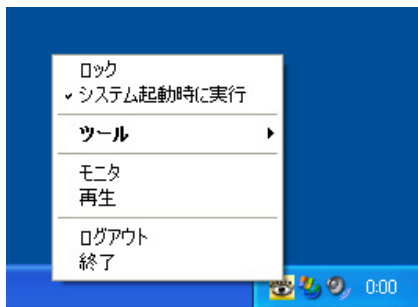 ロック
システム起動時に実行
ツール
モニタ
再生
ログアウト
終了
0:00